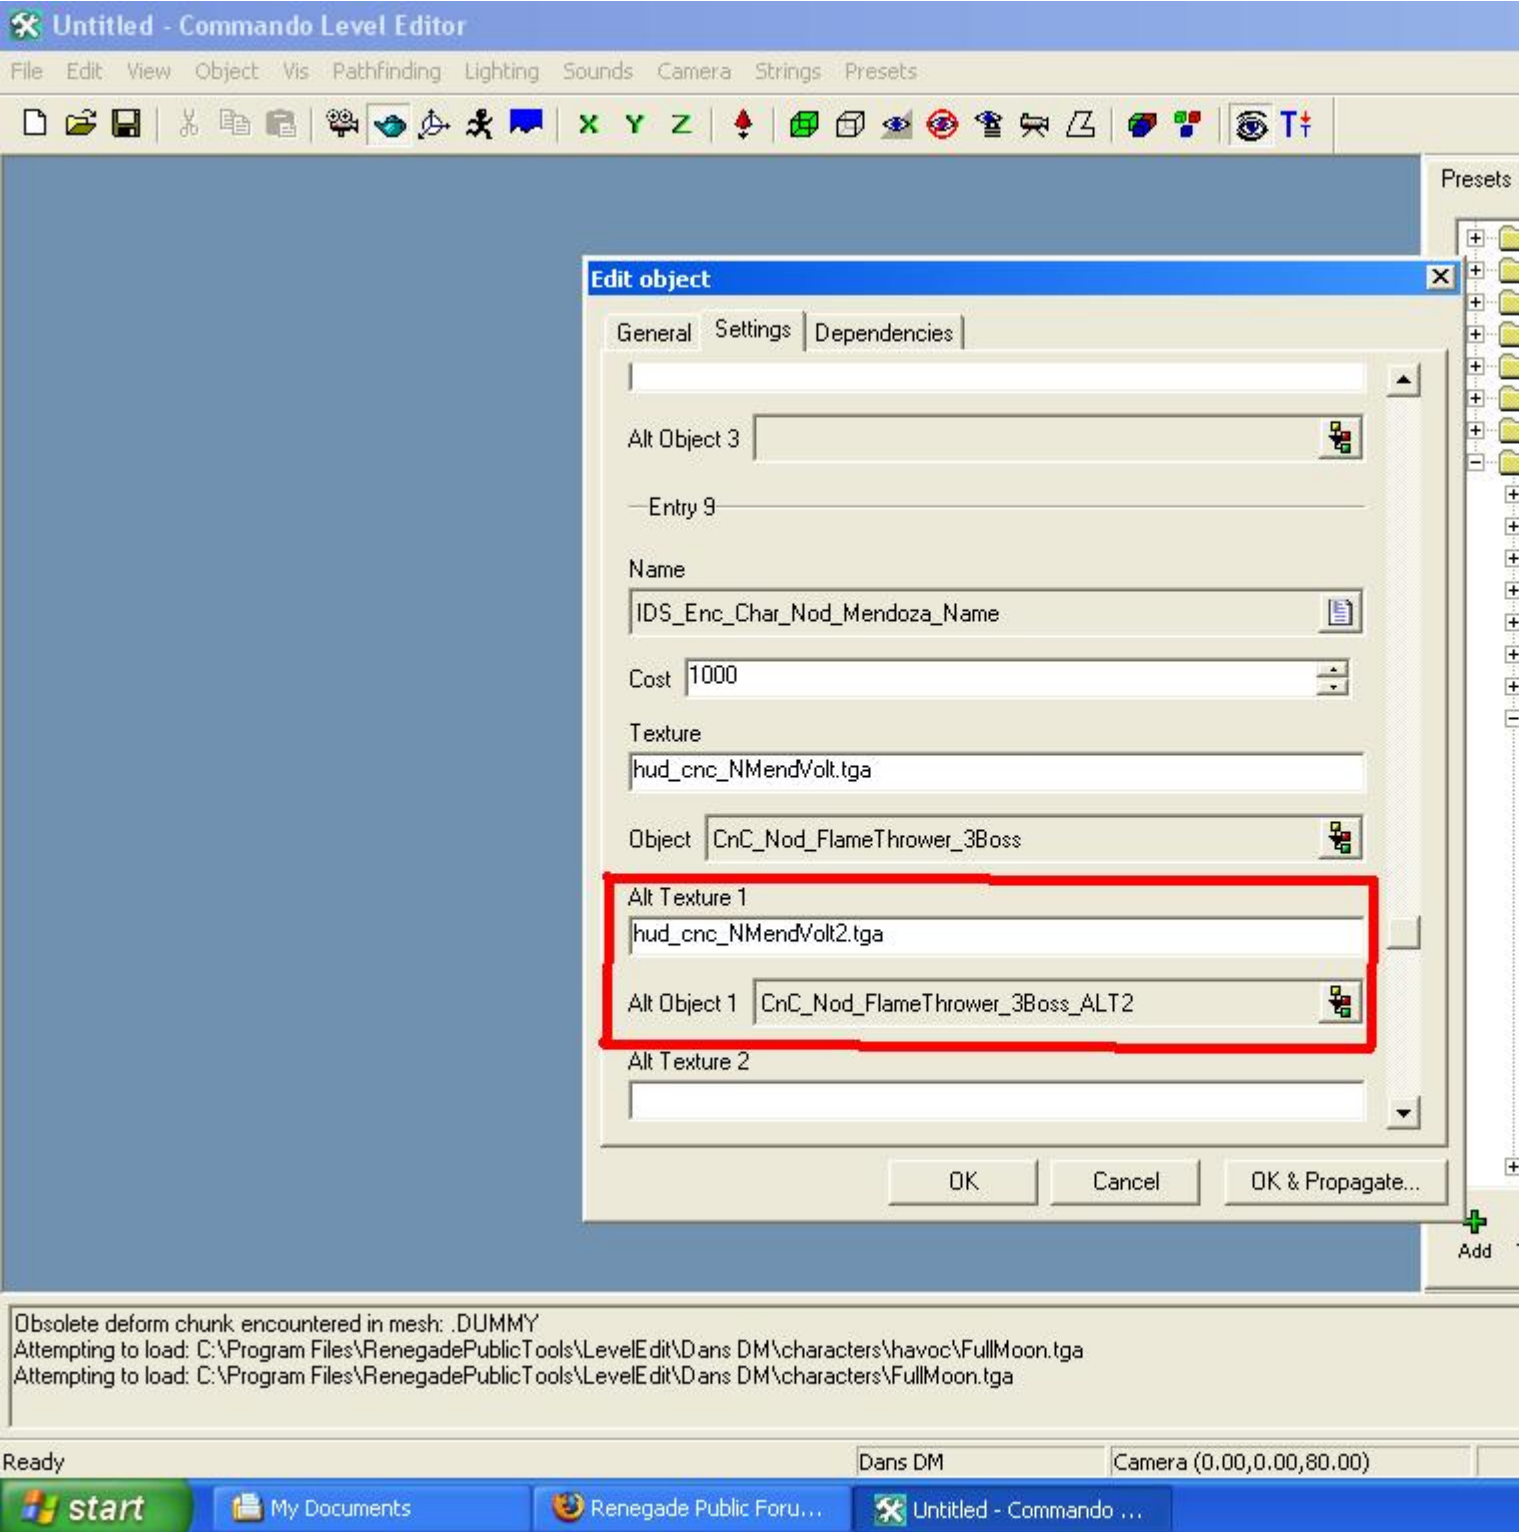 Untitled - Commando Level Editor
File Edit View Object Vis Pathfinding Lighting Sounds Camera Strings Presets
X Y Z T
Presets
Edit object
General Settings Dependencies
Alt Object 3
Entry 9
Name
IDS_Enc_Char_Nod_Mendoza_Name
Cost 1000
Texture
hud_cnc_NMendVolt.tga
Object CnC_Nod_FlameThrower_3Boss
Alt Texture 1
hud_cnc_NMendVolt2.tga
Alt Object 1 CnC_Nod_FlameThrower_3Boss_ALT2
Alt Texture 2
OK Cancel OK & Propagate...
Add
Obsolete deform chunk encountered in mesh: .DUMMY
Attempting to load: C:\Program Files\RenegadePublicTools\LevelEdit\Dans DM\characters\havoc\FullMoon.tga
Attempting to load: C:\Program Files\RenegadePublicTools\LevelEdit\Dans DM\characters\FullMoon.tga
Ready Dans DM Camera (0.00,0.00,80.00)
start My Documents Renegade Public Foru... Untitled - Commando ...